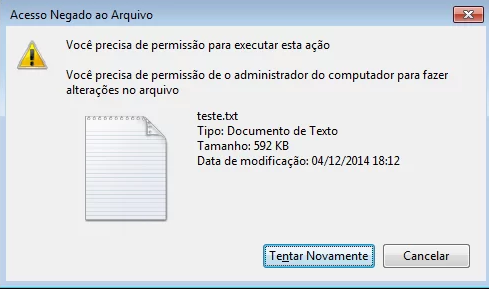 Acesso Negado ao Arquivo
Você precisa de permissão para executar esta ação
Você precisa de permissão de o administrador do computador para fazer
alterações no arquivo
teste.txt
Tipo: Documento de Texto
Tamanho: 592 KB
Data de modificação: 04/12/2014 18:12
Tentar Novamente
Cancelar